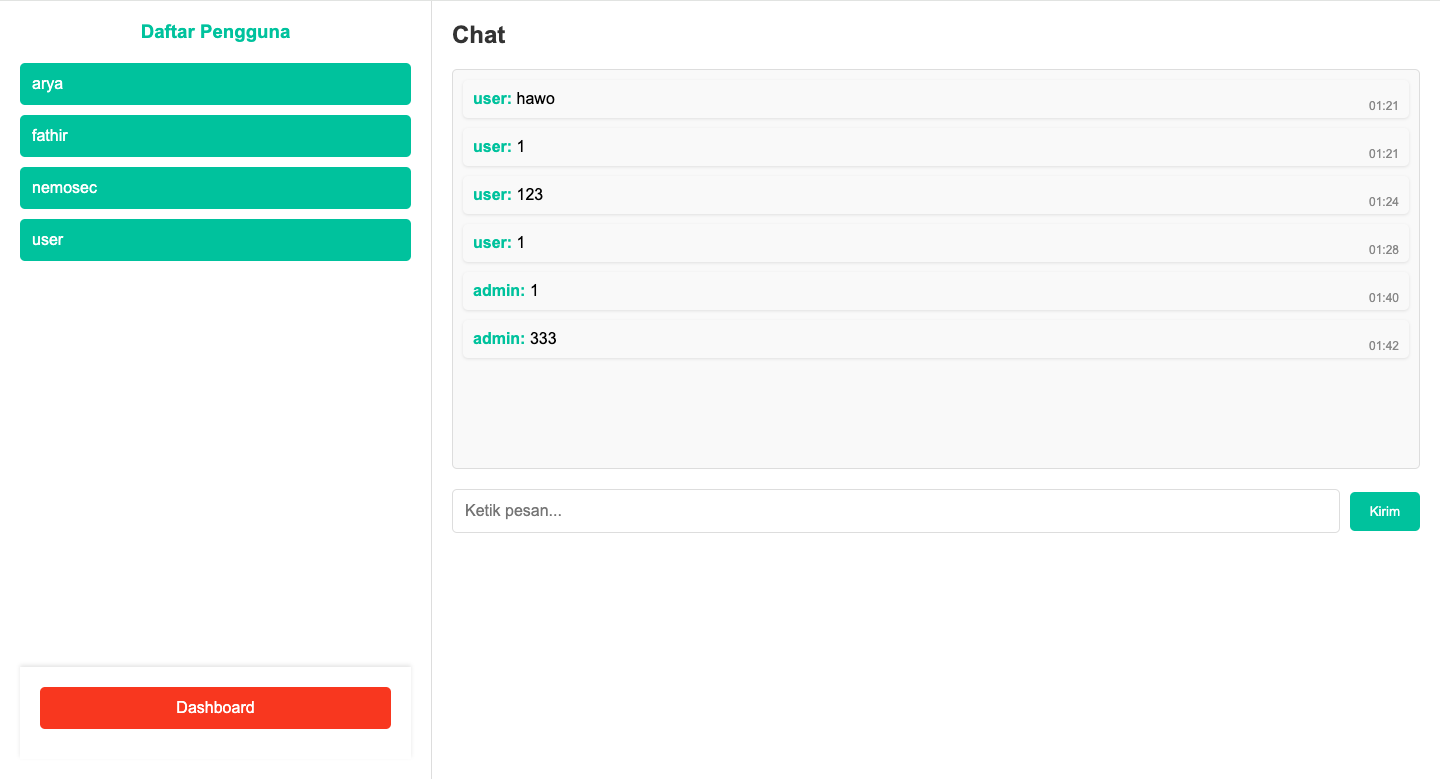 Daftar Pengguna
arya
fathir
nemosec
user
Dashboard
Chat
user: hawo 01:21
user: 1 01:21
user: 123 01:24
user: 1 01:28
admin: 1 01:40
admin: 333 01:42
Ketik pesan...
Kirim